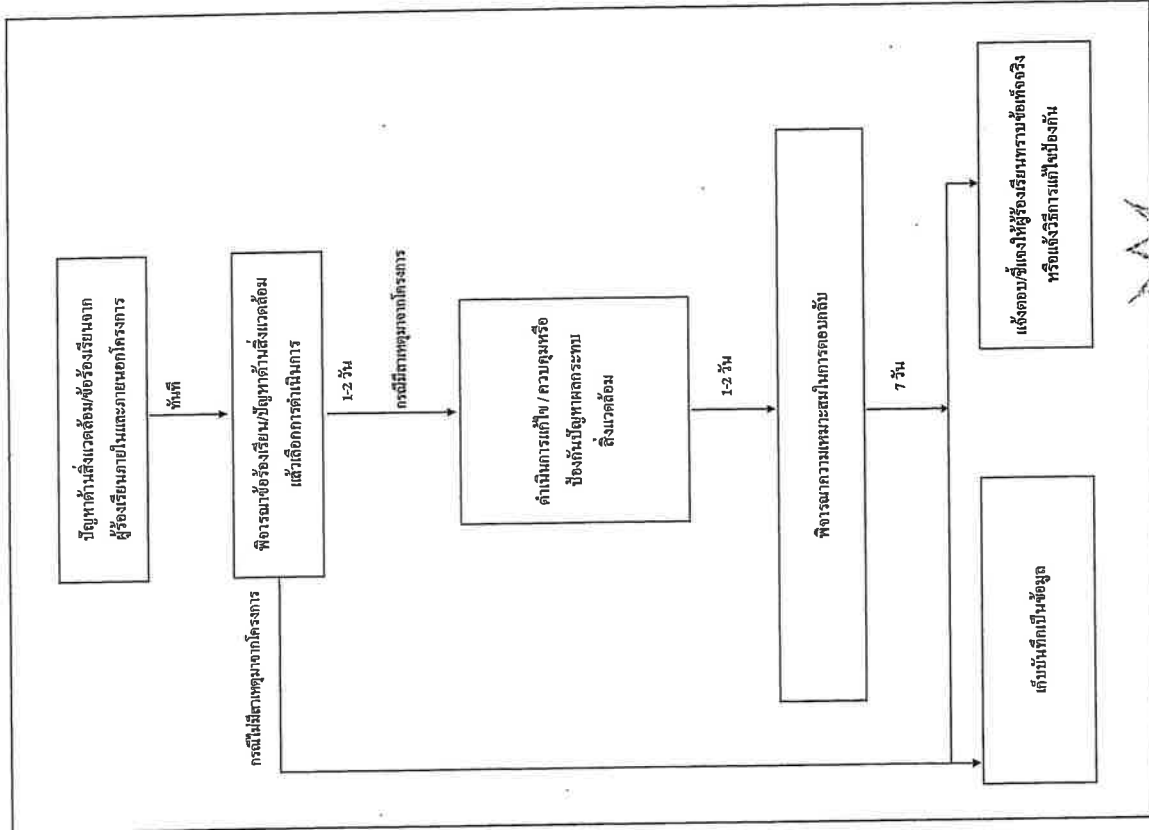 ปัญหาด้านสิ่งแวดล้อม/ข้อร้องเรียนจาก
ผู้ร้องเรียนภายในและภายนอกโครงการ
ทันที
พิจารณาข้อร้องเรียน/ปัญหาด้านสิ่งแวดล้อม
แล้วเลือกการดำเนินการ
กรณีไม่มีสาเหตุมาจากโครงการ
1-2 วัน
กรณีมีสาเหตุมาจากโครงการ
ดำเนินการแก้ไข / ควบคุมหรือ
ป้องกันปัญหาผลกระทบ
สิ่งแวดล้อม
1-2 วัน
พิจารณาความเหมาะสมในการตอบกลับ
7 วัน
เก็บบันทึกเป็นข้อมูล
แจ้งตอบ/ชี้แจงให้ผู้ร้องเรียนทราบข้อเท็จจริง
หรือแจ้งวิธีการแก้ไขป้องกัน